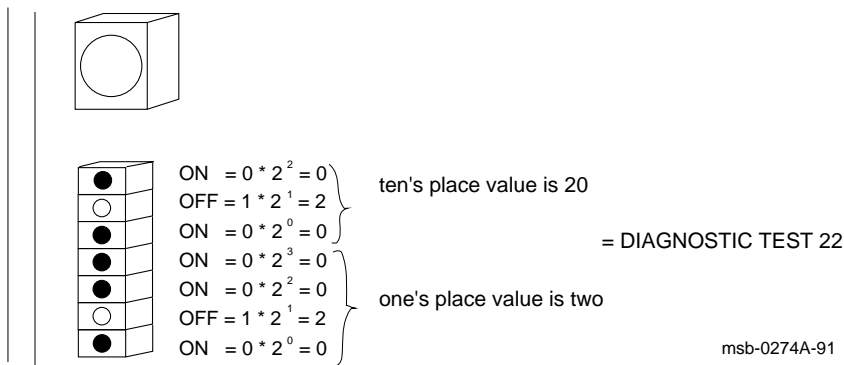 ON = 0 * 2² = 0
OFF = 1 * 2¹ = 2
ten's place value is 20
ON = 0 * 2⁰ = 0
= DIAGNOSTIC TEST 22
ON = 0 * 2³ = 0
ON = 0 * 2² = 0
one's place value is two
OFF = 1 * 2¹ = 2
ON = 0 * 2⁰ = 0
msb-0274A-91